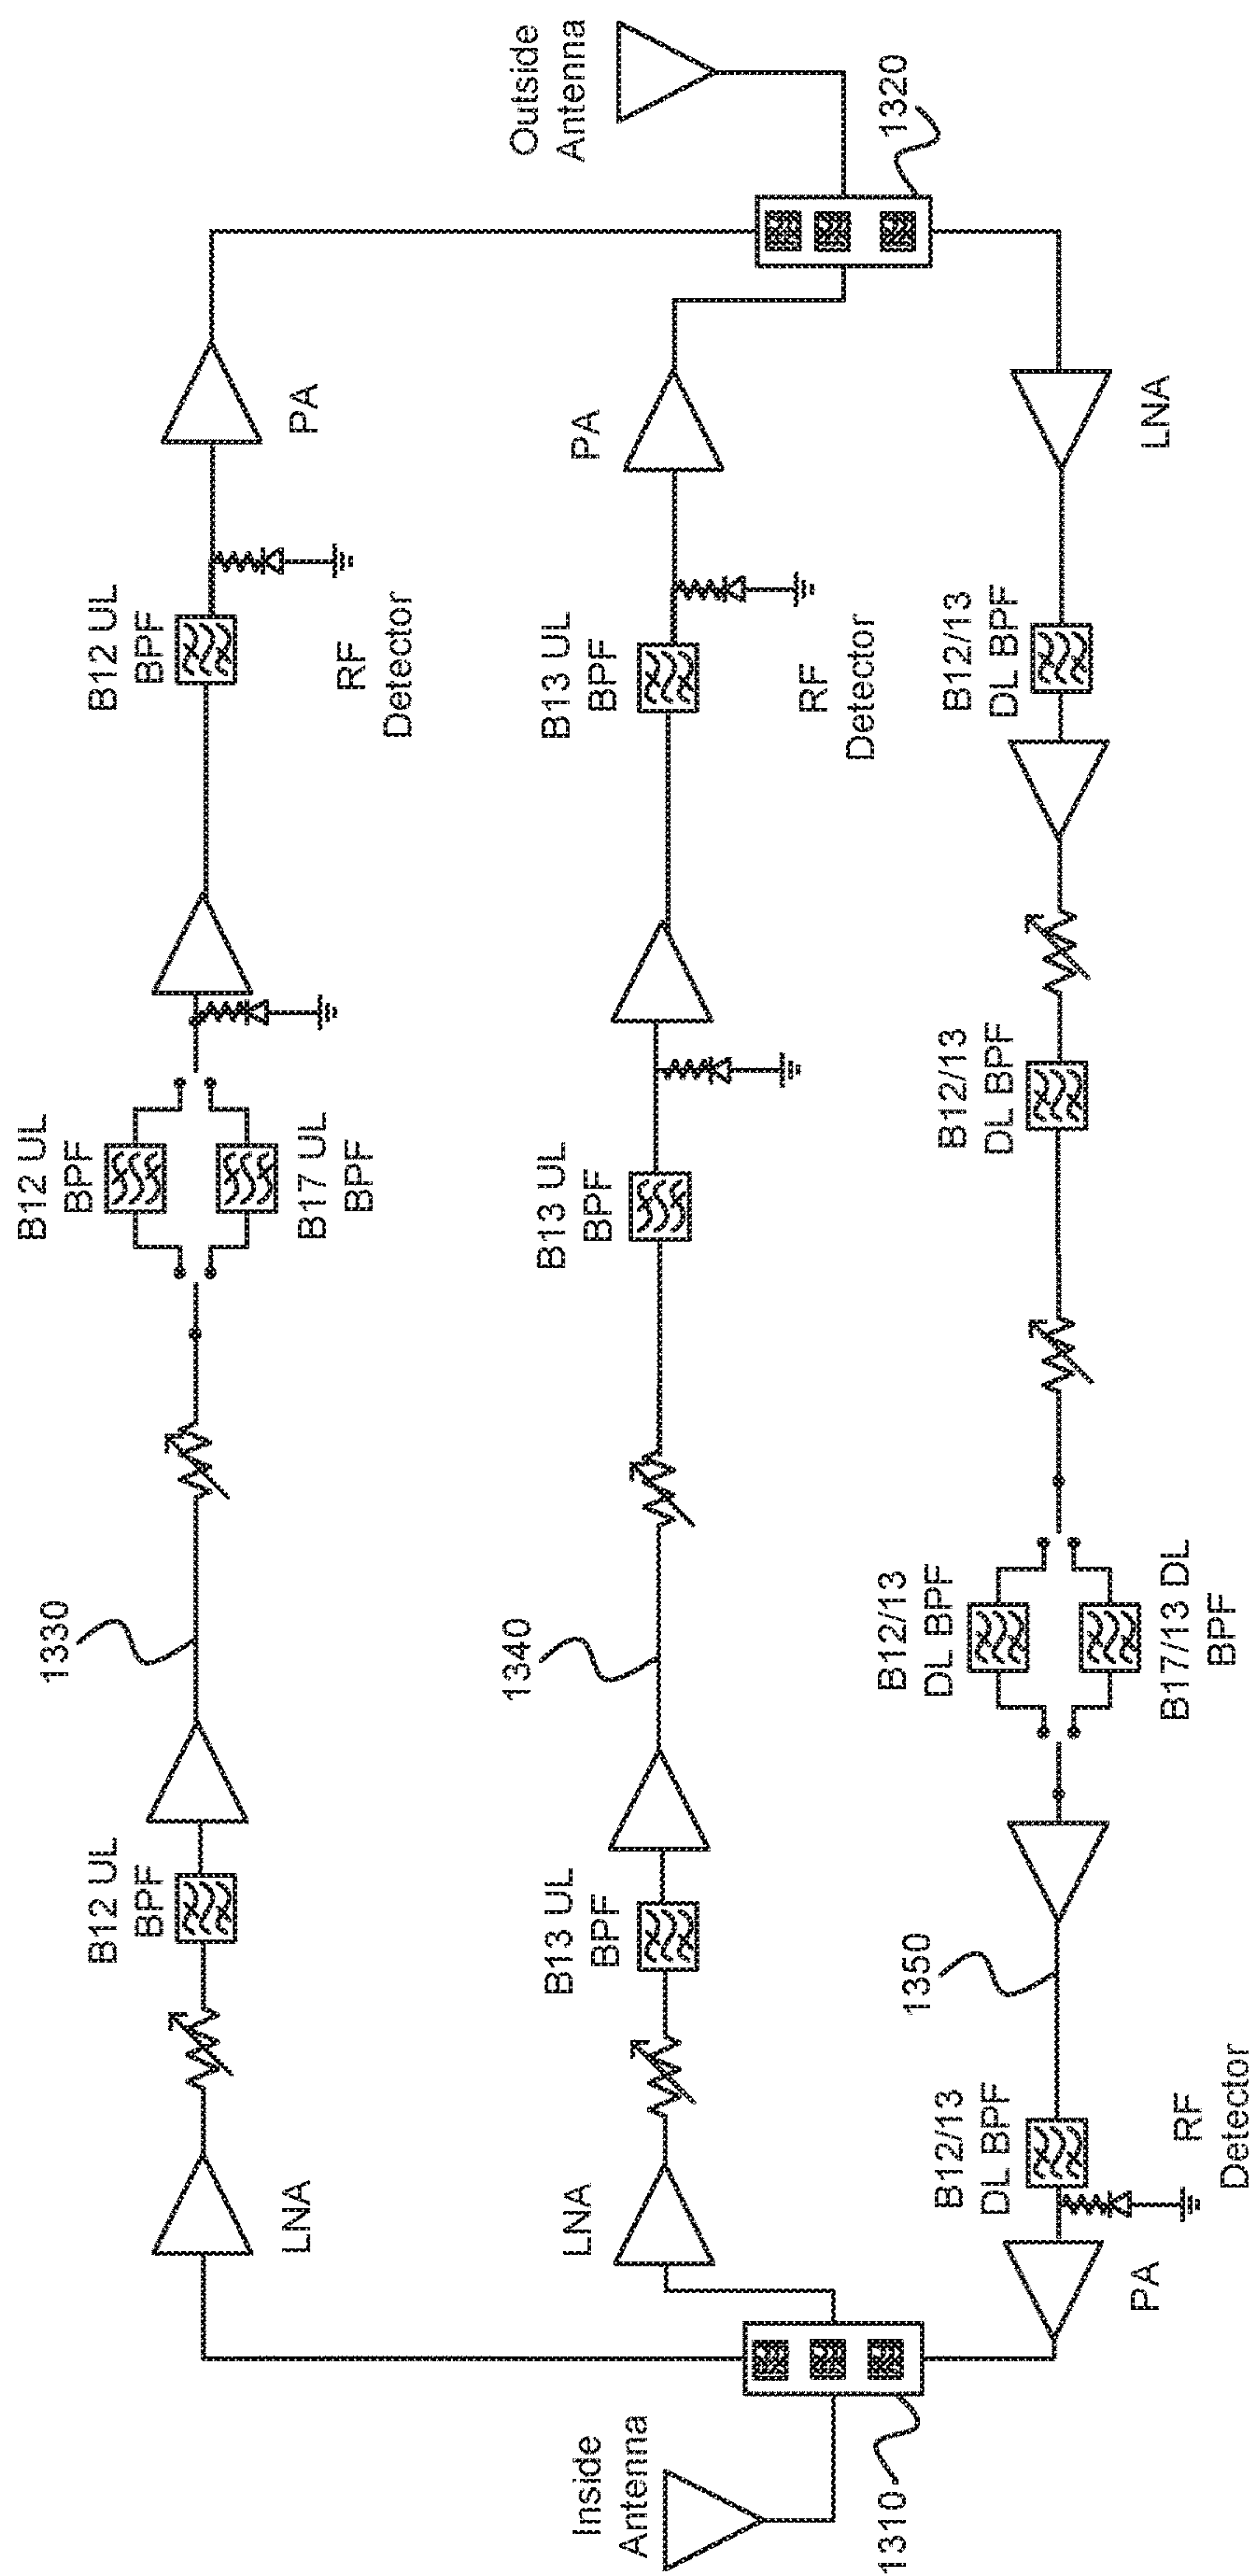 B12 UL
BPF
1330
B12 UL
BPF
B17 UL
BPF
B12 UL
BPF
LNA
RF
Detector
PA
Inside
Antenna
1310
LNA
B13 UL
BPF
1340
B13 UL
BPF
B13 UL
BPF
RF
Detector
PA
Outside
Antenna
1320
PA
B12/13
DL BPF
RF
Detector
1350
B12/13
DL BPF
B17/13 DL
BPF
B12/13
DL BPF
B12/13
DL BPF
LNA